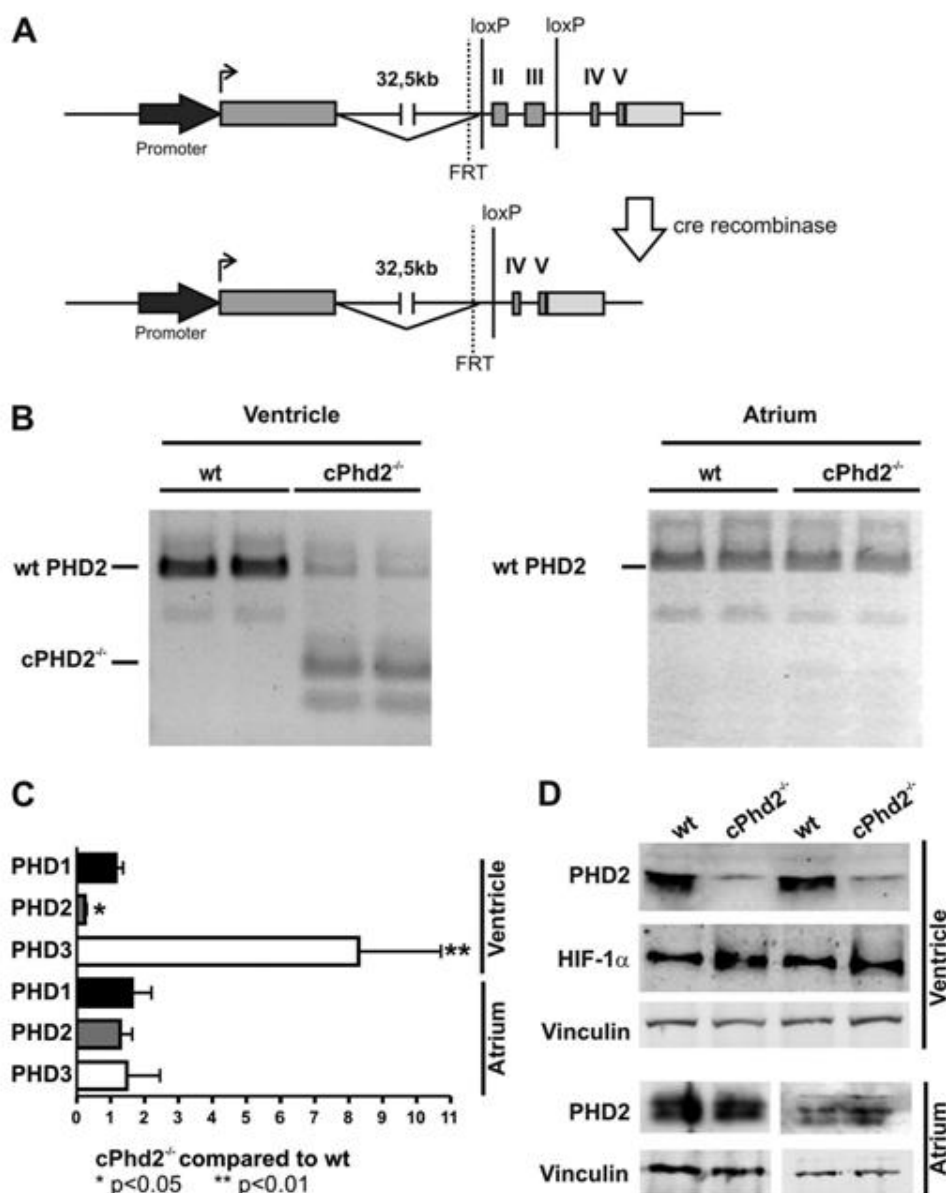 A
loxP
loxP
32,5kb
II
III
IV
V
Promoter
FRT
loxP
cre recombinase
32,5kb
IV
V
Promoter
FRT
B
Ventricle
Atrium
wt
cPhd2-/-
wt
cPhd2-/-
wt PHD2
wt PHD2
cPHD2-/-
C
PHD1
PHD2
*
PHD3
**
Ventricle
PHD1
PHD2
PHD3
Atrium
0 1 2 3 4 5 6 7 8 9 10 11
cPhd2-/- compared to wt
* p<0.05 ** p<0.01
D
wt
cPhd2-/-
wt
cPhd2-/-
PHD2
HIF-1α
Vinculin
Ventricle
PHD2
Vinculin
Atrium